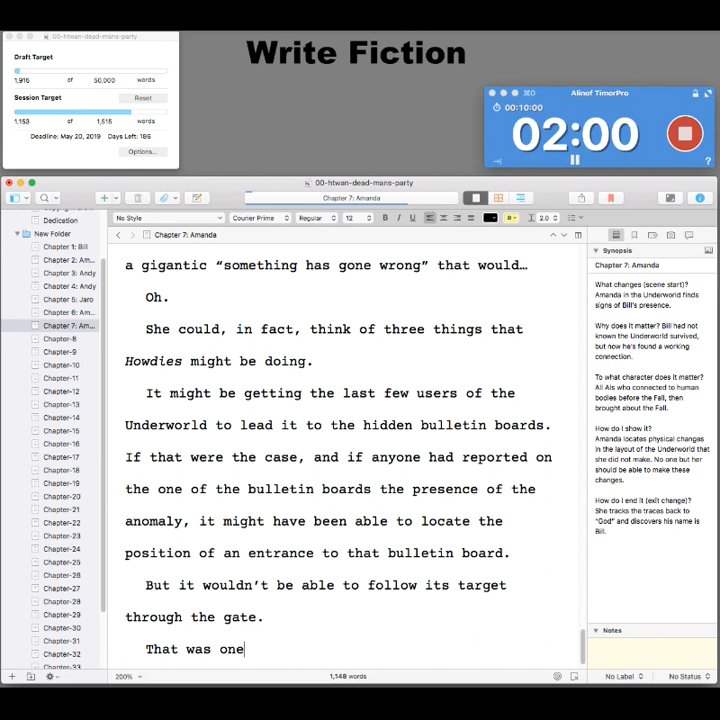 00-htwan-dead-mans-party
Draft Target
1,915 of 50,000 words
Session Target
Reset
1,153 of 1,515 words
Deadline: May 20, 2019 Days Left: 186
Options...
Write Fiction
⌘0 Alinof TimerPro
00:10:00
02:00
?
00-htwan-dead-mans-party
Chapter 7: Amanda
No Style
Courier Prime
Regular
12
B I U
a
2.0
Dedication
New Folder
Chapter 1: Bill
Chapter 2: Am...
Chapter 3: Andy
Chapter 4: Andy
Chapter 5: Jaro
Chapter 6: Am...
Chapter 7: Am...
Chapter-8
Chapter-9
Chapter-10
Chapter-11
Chapter-12
Chapter-13
Chapter-14
Chapter-15
Chapter-16
Chapter-17
Chapter-18
Chapter-19
Chapter-20
Chapter-21
Chapter-22
Chapter-23
Chapter-24
Chapter-25
Chapter-26
Chapter-27
Chapter-28
Chapter-29
Chapter-30
Chapter-31
Chapter-32
Chapter-33
Chapter 7: Amanda
a gigantic “something has gone wrong” that would…
Oh.
She could, in fact, think of three things that
Howdies might be doing.
It might be getting the last few users of the
Underworld to lead it to the hidden bulletin boards.
If that were the case, and if anyone had reported on
the one of the bulletin boards the presence of the
anomaly, it might have been able to locate the
position of an entrance to that bulletin board.
But it wouldn’t be able to follow its target
through the gate.
That was one
200%
1,148 words
Synopsis
Chapter 7: Amanda
What changes (scene start)?
Amanda in the Underworld finds
signs of Bill's presence.
Why does it matter? Bill had not
known the Underworld survived,
but now he's found a working
connection.
To what character does it matter?
All AIs who connected to human
bodies before the Fall, then
brought about the Fall.
How do I show it?
Amanda locates physical changes
in the layout of the Underworld that
she did not make. No one but her
should be able to make these
changes.
How do I end it (exit change)?
She tracks the traces back to
“God” and discovers his name is
Bill.
Notes
No Label
No Status